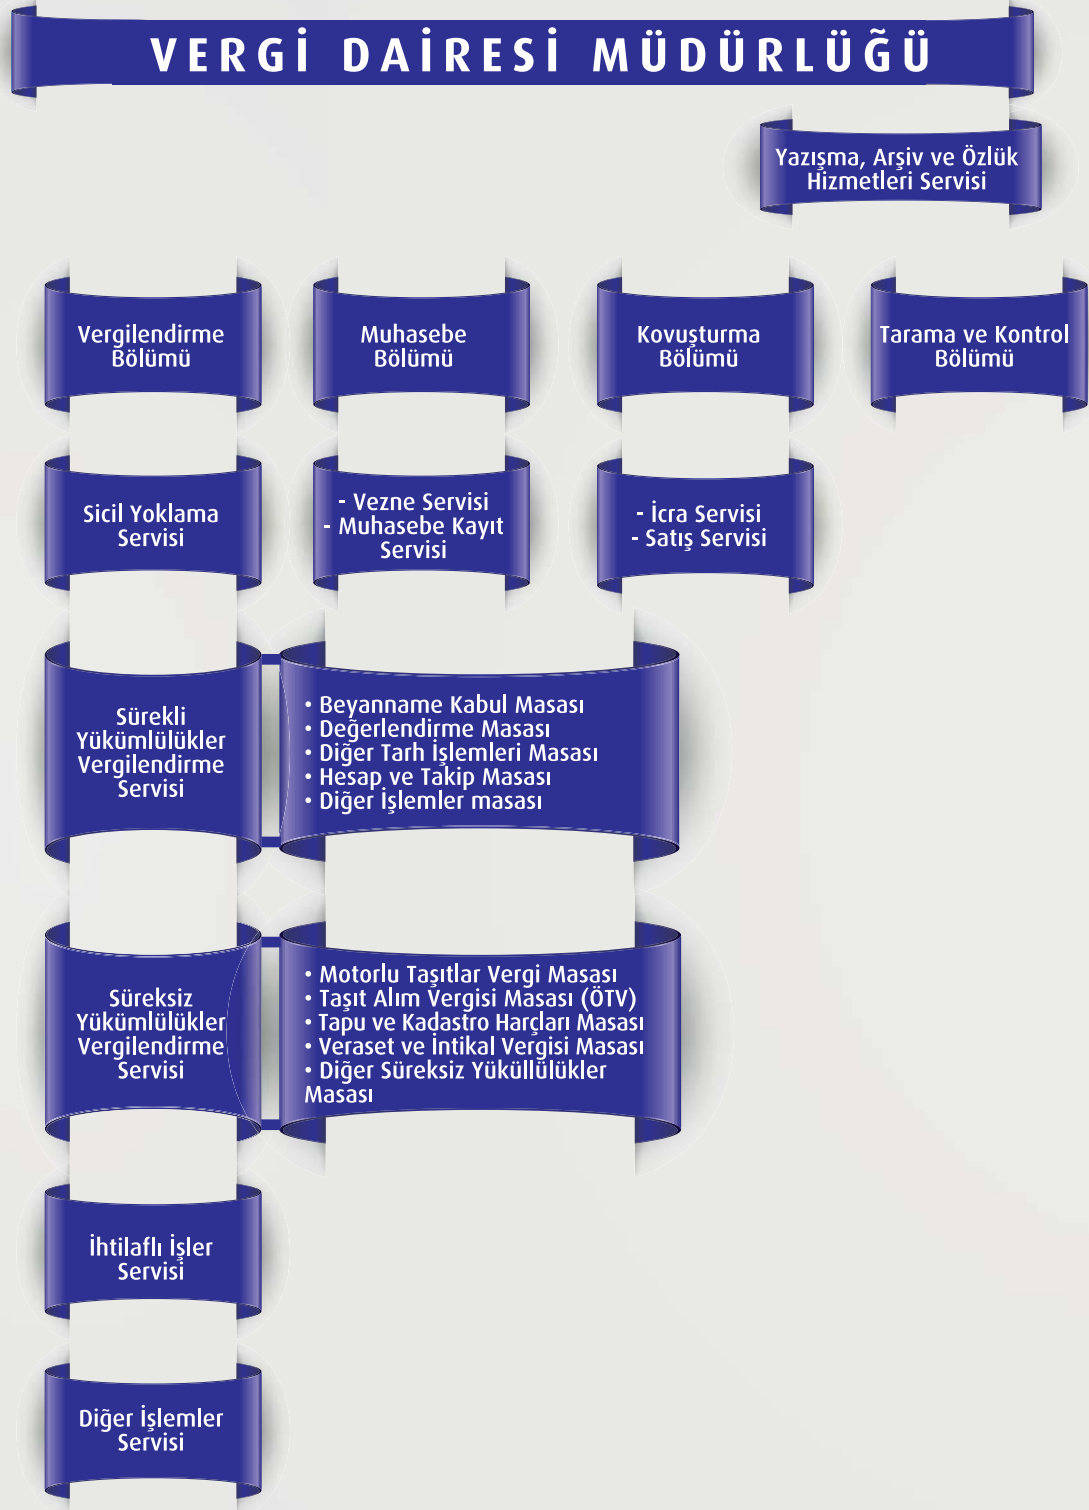 VERGİ DAİRESİ MÜDÜRLÜĞÜ
Yazışma, Arşiv ve Özlük
Hizmetleri Servisi
Vergilendirme
Bölümü
Muhasebe
Bölümü
Kovuşturma
Bölümü
Tarama ve Kontrol
Bölümü
Sicil Yoklama
Servisi
- Vezne Servisi
- Muhasebe Kayıt
Servisi
- İcra Servisi
- Satış Servisi
Sürekli
Yükümlülükler
Vergilendirme
Servisi
• Beyanname Kabul Masası
• Değerlendirme Masası
• Diğer Tarh İşlemleri Masası
• Hesap ve Takip Masası
• Diğer İşlemler masası
Süreksiz
Yükümlülükler
Vergilendirme
Servisi
• Motorlu Taşıtlar Vergi Masası
• Taşıt Alım Vergisi Masası (ÖTV)
• Tapu ve Kadastro Harçları Masası
• Veraset ve İntikal Vergisi Masası
• Diğer Süreksiz Yüküllülükler
Masası
İhtilaflı İşler
Servisi
Diğer İşlemler
Servisi